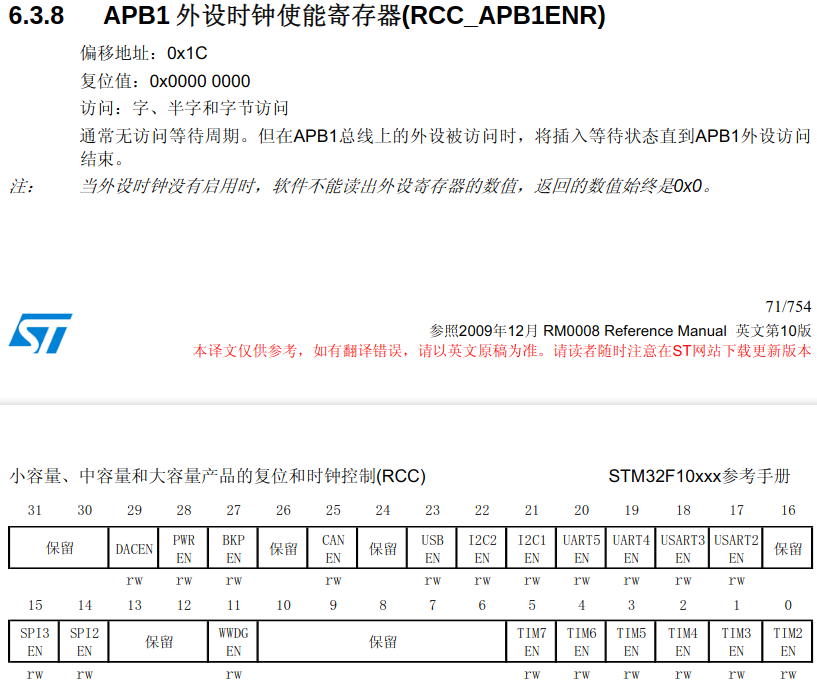 6.3.8 APB1 外设时钟使能寄存器(RCC_APB1ENR)
偏移地址：0x1C
复位值：0x0000 0000
访问：字、半字和字节访问
通常无访问等待周期。但在APB1总线上的外设被访问时，将插入等待状态直到APB1外设访问
结束。
注： 当外设时钟没有启用时，软件不能读出外设寄存器的数值，返回的数值始终是0x0。
71/754
ST
参照2009年12月 RM0008 Reference Manual 英文第10版
本译文仅供参考，如有翻译错误，请以英文原稿为准。请读者随时注意在ST网站下载更新版本
小容量、中容量和大容量产品的复位和时钟控制(RCC) STM32F10xxx参考手册
31 30 29 28 27 26 25 24 23 22 21 20 19 18 17 16
保留 DACEN PWR EN BKP EN 保留 CAN EN 保留 USB EN I2C2 EN I2C1 EN UART5 EN UART4 EN USART3 EN USART2 EN 保留
rw rw rw rw rw rw rw rw rw rw rw
15 14 13 12 11 10 9 8 7 6 5 4 3 2 1 0
SPI3 EN SPI2 EN 保留 WWDG EN 保留 TIM7 EN TIM6 EN TIM5 EN TIM4 EN TIM3 EN TIM2 EN
rw rw rw rw rw rw rw rw rw